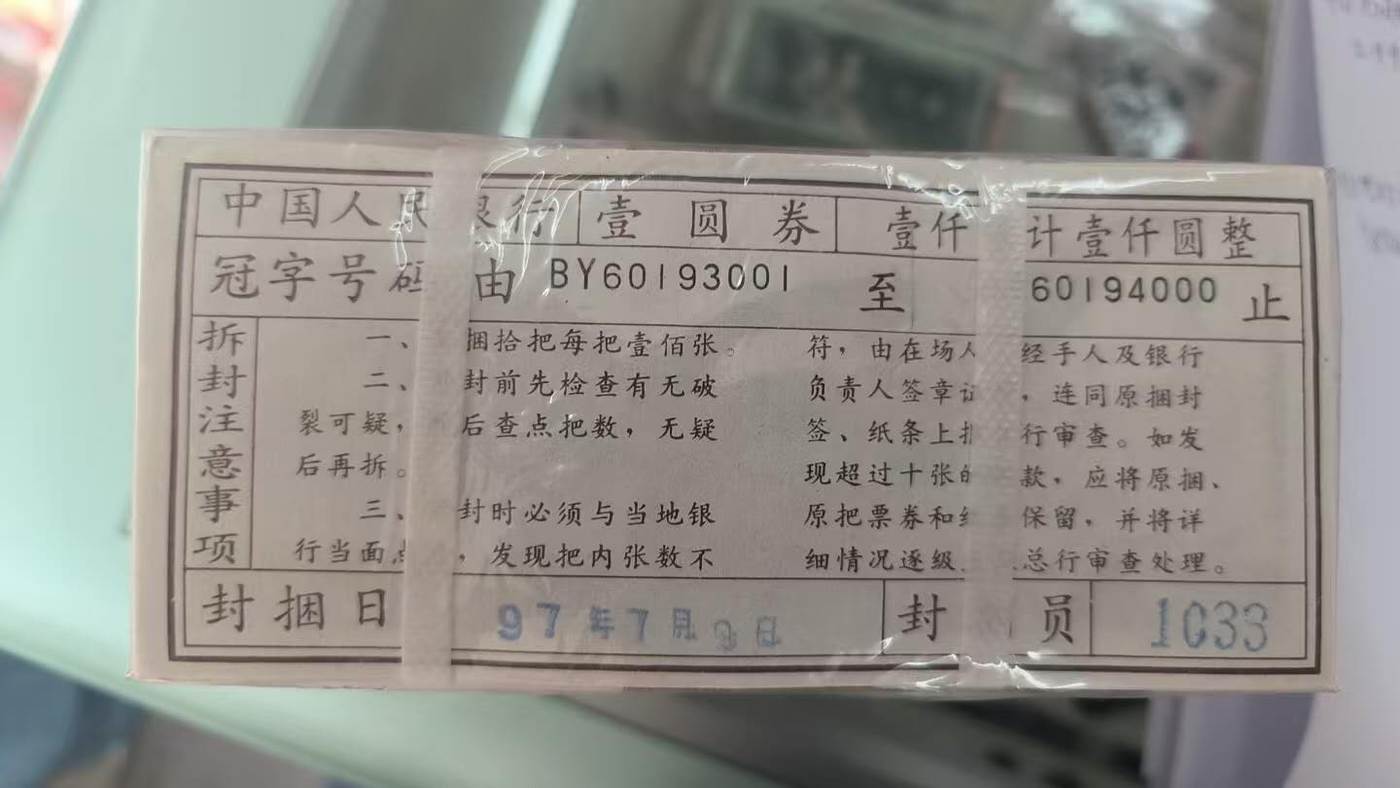 中国人民银行 壹圆券 壹仟 计壹仟圆整
冠字号码 由 BY60193001 至 60194000 止
拆封注意事项
一、 捆拾把每把壹佰张。
二、 封前先检查有无破
裂可疑, 后查点把数,无疑
后再拆。
三、 封时必须与当地银
行当面点 ,发现把内张数不
符,由在场人 经手人及银行
负责人签章证 ,连同原捆封
签、纸条上报 行审查。如发
现超过十张的 款,应将原捆、
原把票券和 保留,并将详
细情况逐级 总行审查处理。
封捆日 97年7月 日 封 员 1033